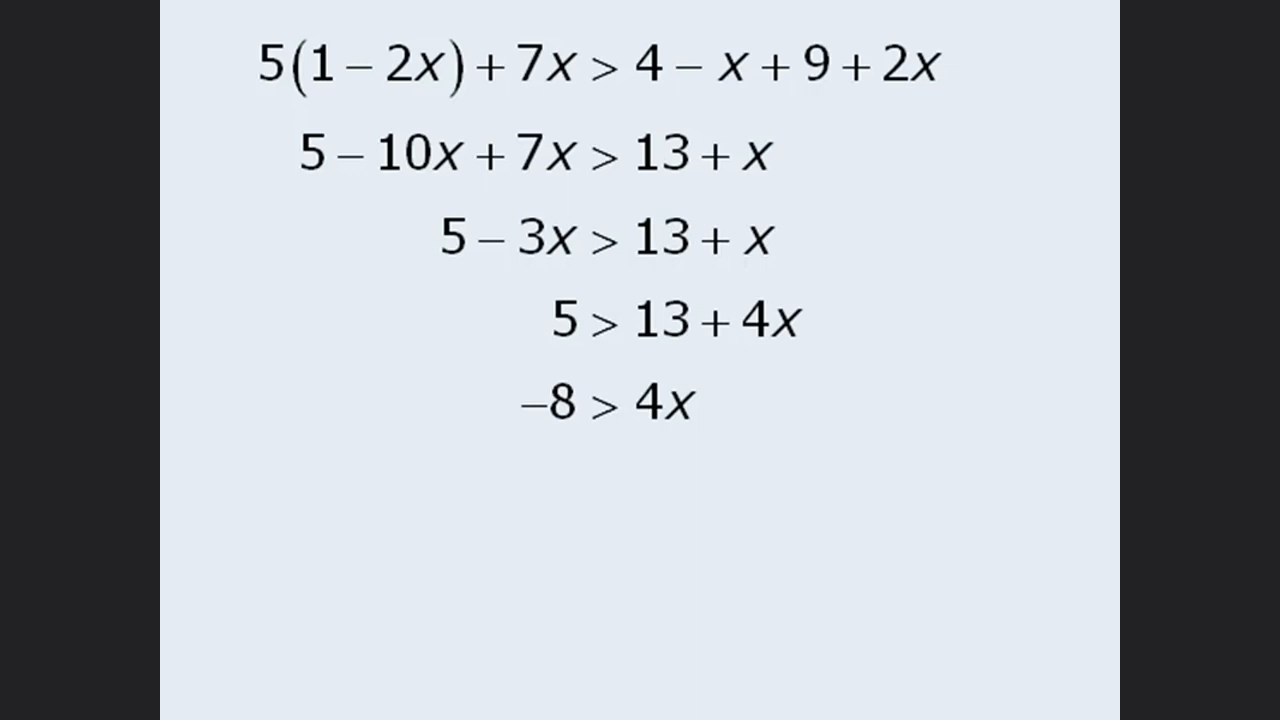 5(1 – 2x) + 7x > 4 – x + 9 + 2x
5 – 10x + 7x > 13 + x
5 – 3x > 13 + x
5 > 13 + 4x
–8 > 4x